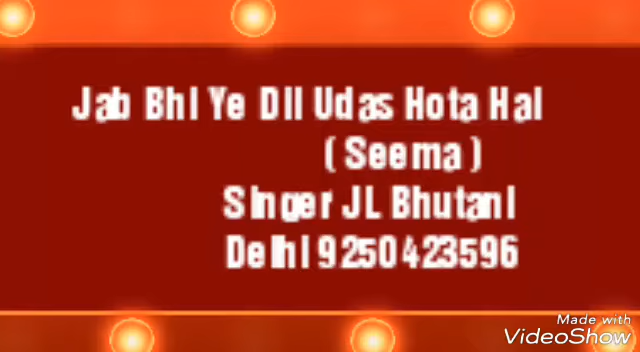 Jab Bhi Ye Dil Udas Hota Hai
( Seema )
Singer JL Bhutani
Delhi 9250423596
Made with
VideoShow